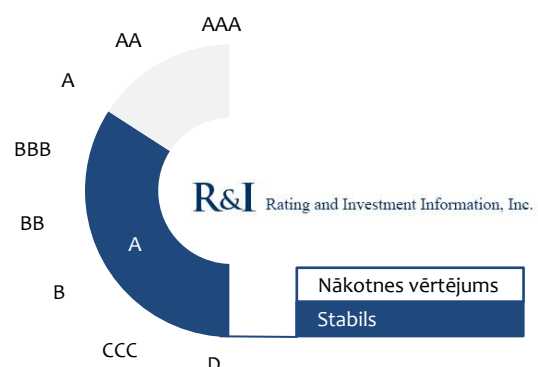 AAA
AA
A
BBB
BB
B
CCC
D
A
R&I Rating and Investment Information, Inc.
Nākotnes vērtējums
Stabils